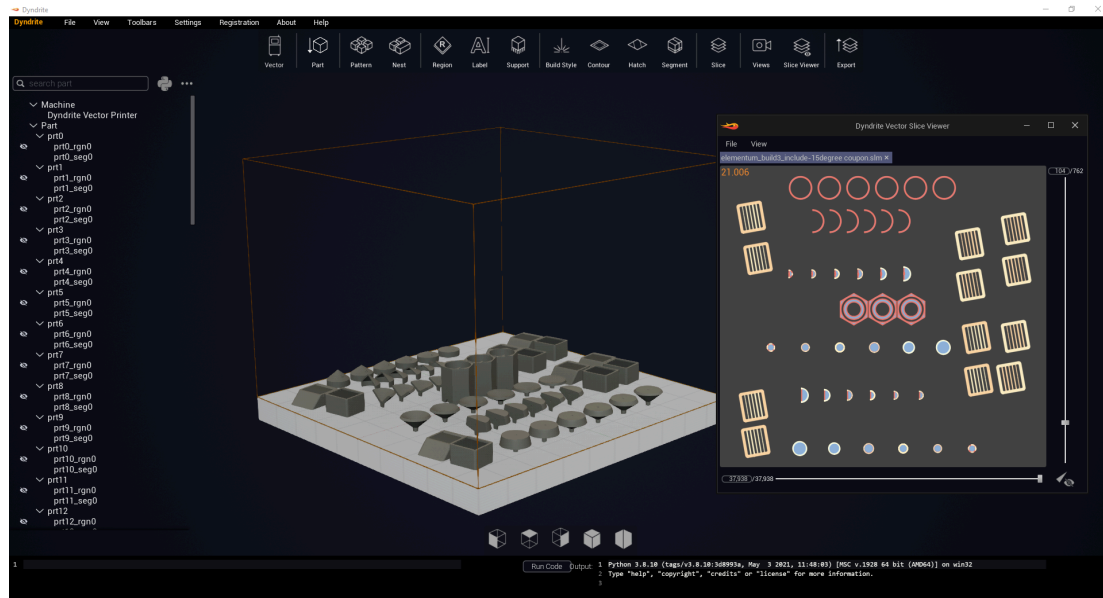 Dyndrite
Dyndrite File View Toolbars Settings Registration About Help
Vector Part Pattern Nest Region Label Support Build Style Contour Hatch Segment Slice Views Slice Viewer Export
search part
Machine
Dyndrite Vector Printer
Part
prt0
prt0_rgn0
prt0_seg0
prt1
prt1_rgn0
prt1_seg0
prt2
prt2_rgn0
prt2_seg0
prt3
prt3_rgn0
prt3_seg0
prt4
prt4_rgn0
prt4_seg0
prt5
prt5_rgn0
prt5_seg0
prt6
prt6_rgn0
prt6_seg0
prt7
prt7_rgn0
prt7_seg0
prt8
prt8_rgn0
prt8_seg0
prt9
prt9_rgn0
prt9_seg0
prt10
prt10_rgn0
prt10_seg0
prt11
prt11_rgn0
prt11_seg0
prt12
prt12_rgn0
Dyndrite Vector Slice Viewer
File View
elementum_build3_include-15degree coupon.slm ×
21.006
104 /762
37,938 /37,938
1
Run Code Output:
1 Python 3.8.10 (tags/v3.8.10:3d8993a, May 3 2021, 11:48:03) [MSC v.1928 64 bit (AMD64)] on win32
2 Type "help", "copyright", "credits" or "license" for more information.
3